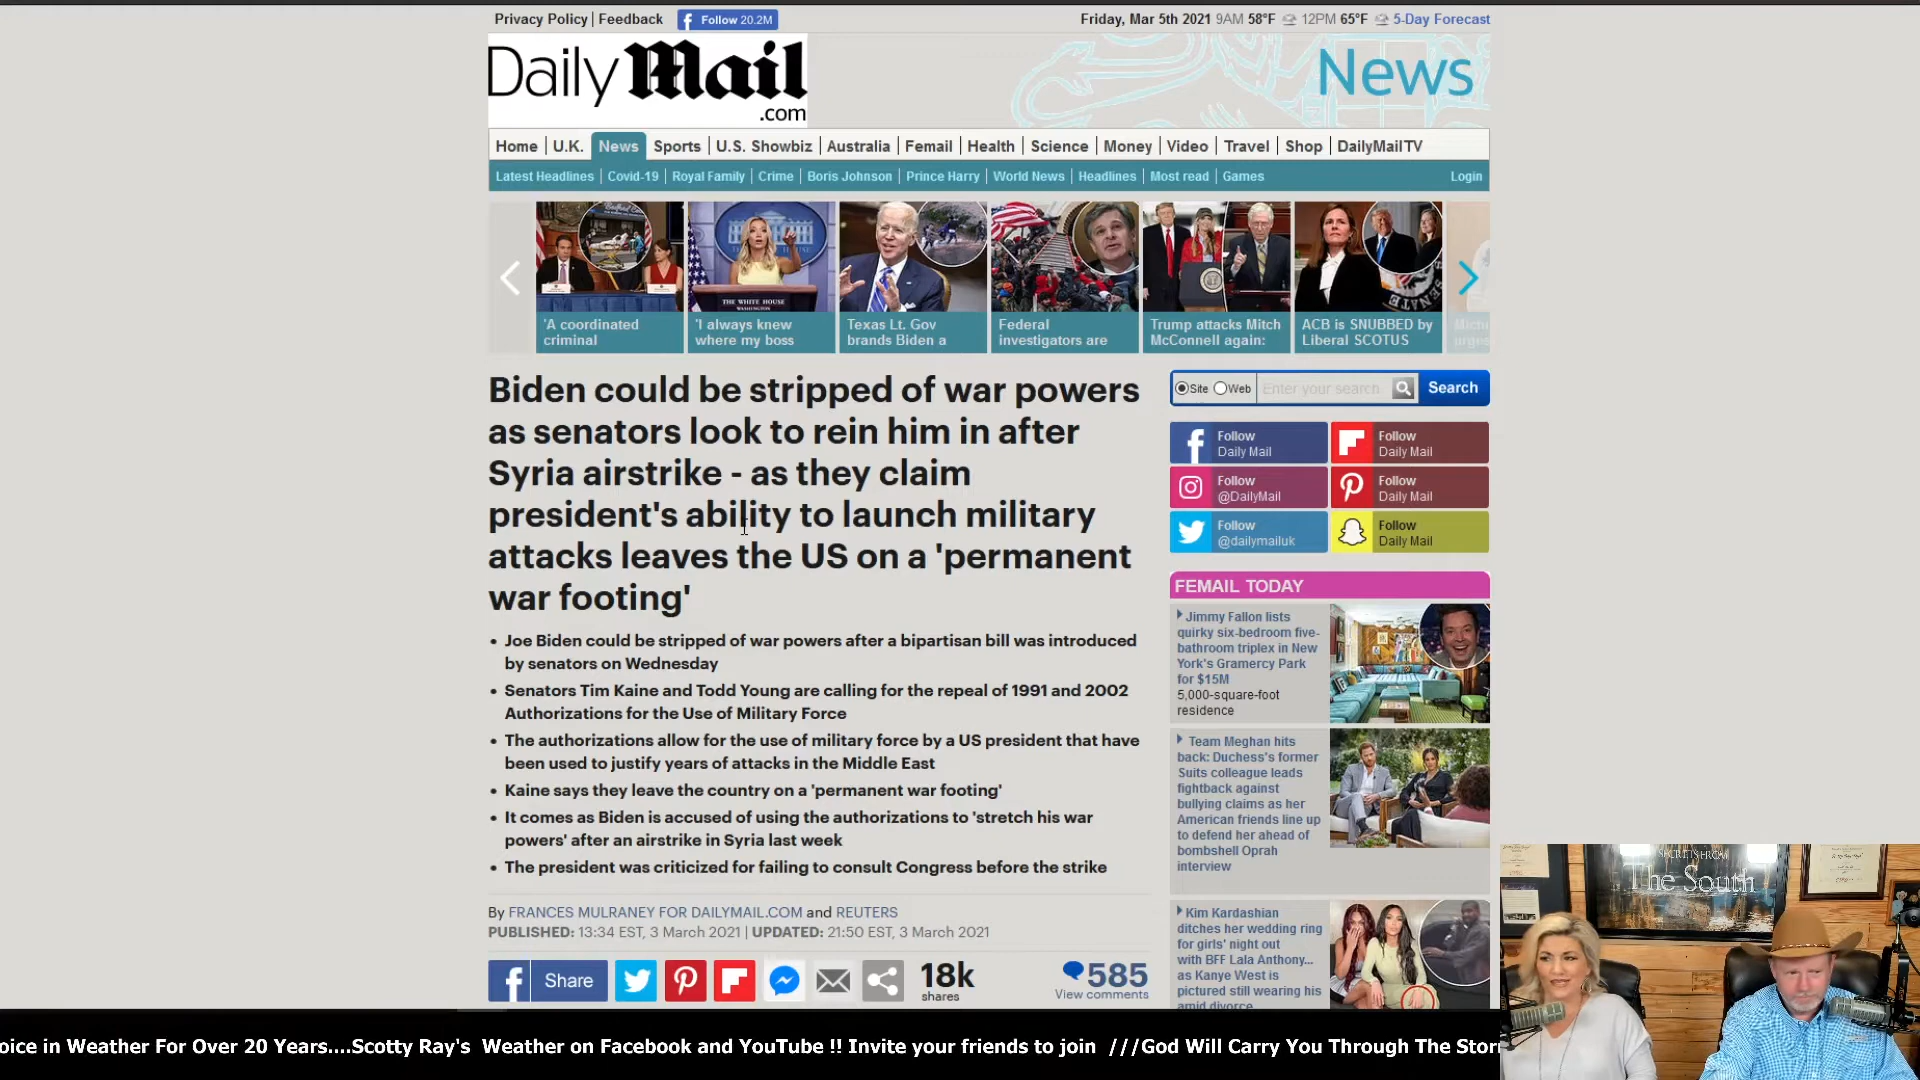 Privacy Policy | Feedback
Follow 20.2M
Friday, Mar 5th 2021 9AM 58°F 12PM 65°F 5-Day Forecast
Daily Mail
.com
News
Home | U.K. News Sports | U.S. Showbiz | Australia | Femail | Health | Science | Money | Video | Travel | Shop | DailyMailTV
Latest Headlines | Covid-19 | Royal Family | Crime | Boris Johnson | Prince Harry | World News | Headlines | Most read | Games Login
THE WHITE HOUSE
WASHINGTON
SENATE
'A coordinated
criminal
'I always knew
where my boss
Texas Lt. Gov
brands Biden a
Federal
investigators are
Trump attacks Mitch
McConnell again:
ACB is SNUBBED by
Liberal SCOTUS
Biden could be stripped of war powers
as senators look to rein him in after
Syria airstrike - as they claim
president's ability to launch military
attacks leaves the US on a 'permanent
war footing'
• Joe Biden could be stripped of war powers after a bipartisan bill was introduced
by senators on Wednesday
• Senators Tim Kaine and Todd Young are calling for the repeal of 1991 and 2002
Authorizations for the Use of Military Force
• The authorizations allow for the use of military force by a US president that have
been used to justify years of attacks in the Middle East
• Kaine says they leave the country on a 'permanent war footing'
• It comes as Biden is accused of using the authorizations to 'stretch his war
powers' after an airstrike in Syria last week
• The president was criticized for failing to consult Congress before the strike
By FRANCES MULRANEY FOR DAILYMAIL.COM and REUTERS
PUBLISHED: 13:34 EST, 3 March 2021 | UPDATED: 21:50 EST, 3 March 2021
Share
18k
shares
585
View comments
Site Web Enter your search Search
Follow
Daily Mail
Follow
Daily Mail
Follow
@DailyMail
Follow
Daily Mail
Follow
@dailymailuk
Follow
Daily Mail
FEMAIL TODAY
Jimmy Fallon lists
quirky six-bedroom five-
bathroom triplex in New
York's Gramercy Park
for $15M
5,000-square-foot
residence
Team Meghan hits
back: Duchess's former
Suits colleague leads
fightback against
bullying claims as her
American friends line up
to defend her ahead of
bombshell Oprah
interview
Kim Kardashian
ditches her wedding ring
for girls' night out
with BFF Lala Anthony...
as Kanye West is
pictured still wearing his
amid divorce
SECRETS FROM
The South
oice in Weather For Over 20 Years....Scotty Ray's Weather on Facebook and YouTube !! Invite your friends to join ///God Will Carry You Through The Stor